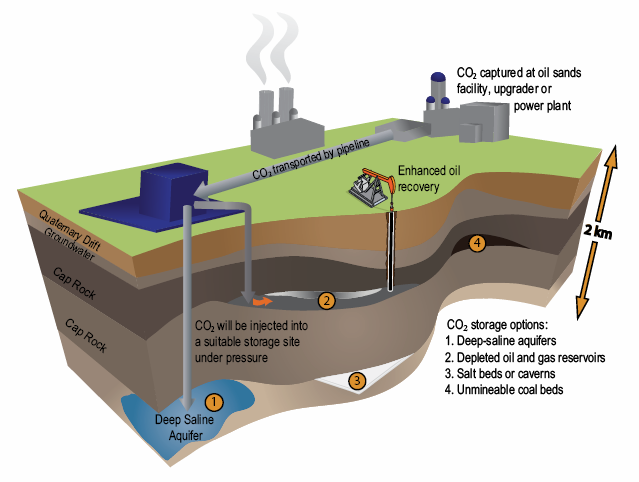 CO₂ captured at oil sands
facility, upgrader or
power plant
CO₂ transported by pipeline
Enhanced oil
recovery
2 km
Quaternary Drift
Groundwater
Cap Rock
Cap Rock
4
2
CO₂ will be injected into
a suitable storage site
under pressure
3
1
Deep Saline
Aquifer
CO₂ storage options:
1. Deep-saline aquifers
2. Depleted oil and gas reservoirs
3. Salt beds or caverns
4. Unmineable coal beds